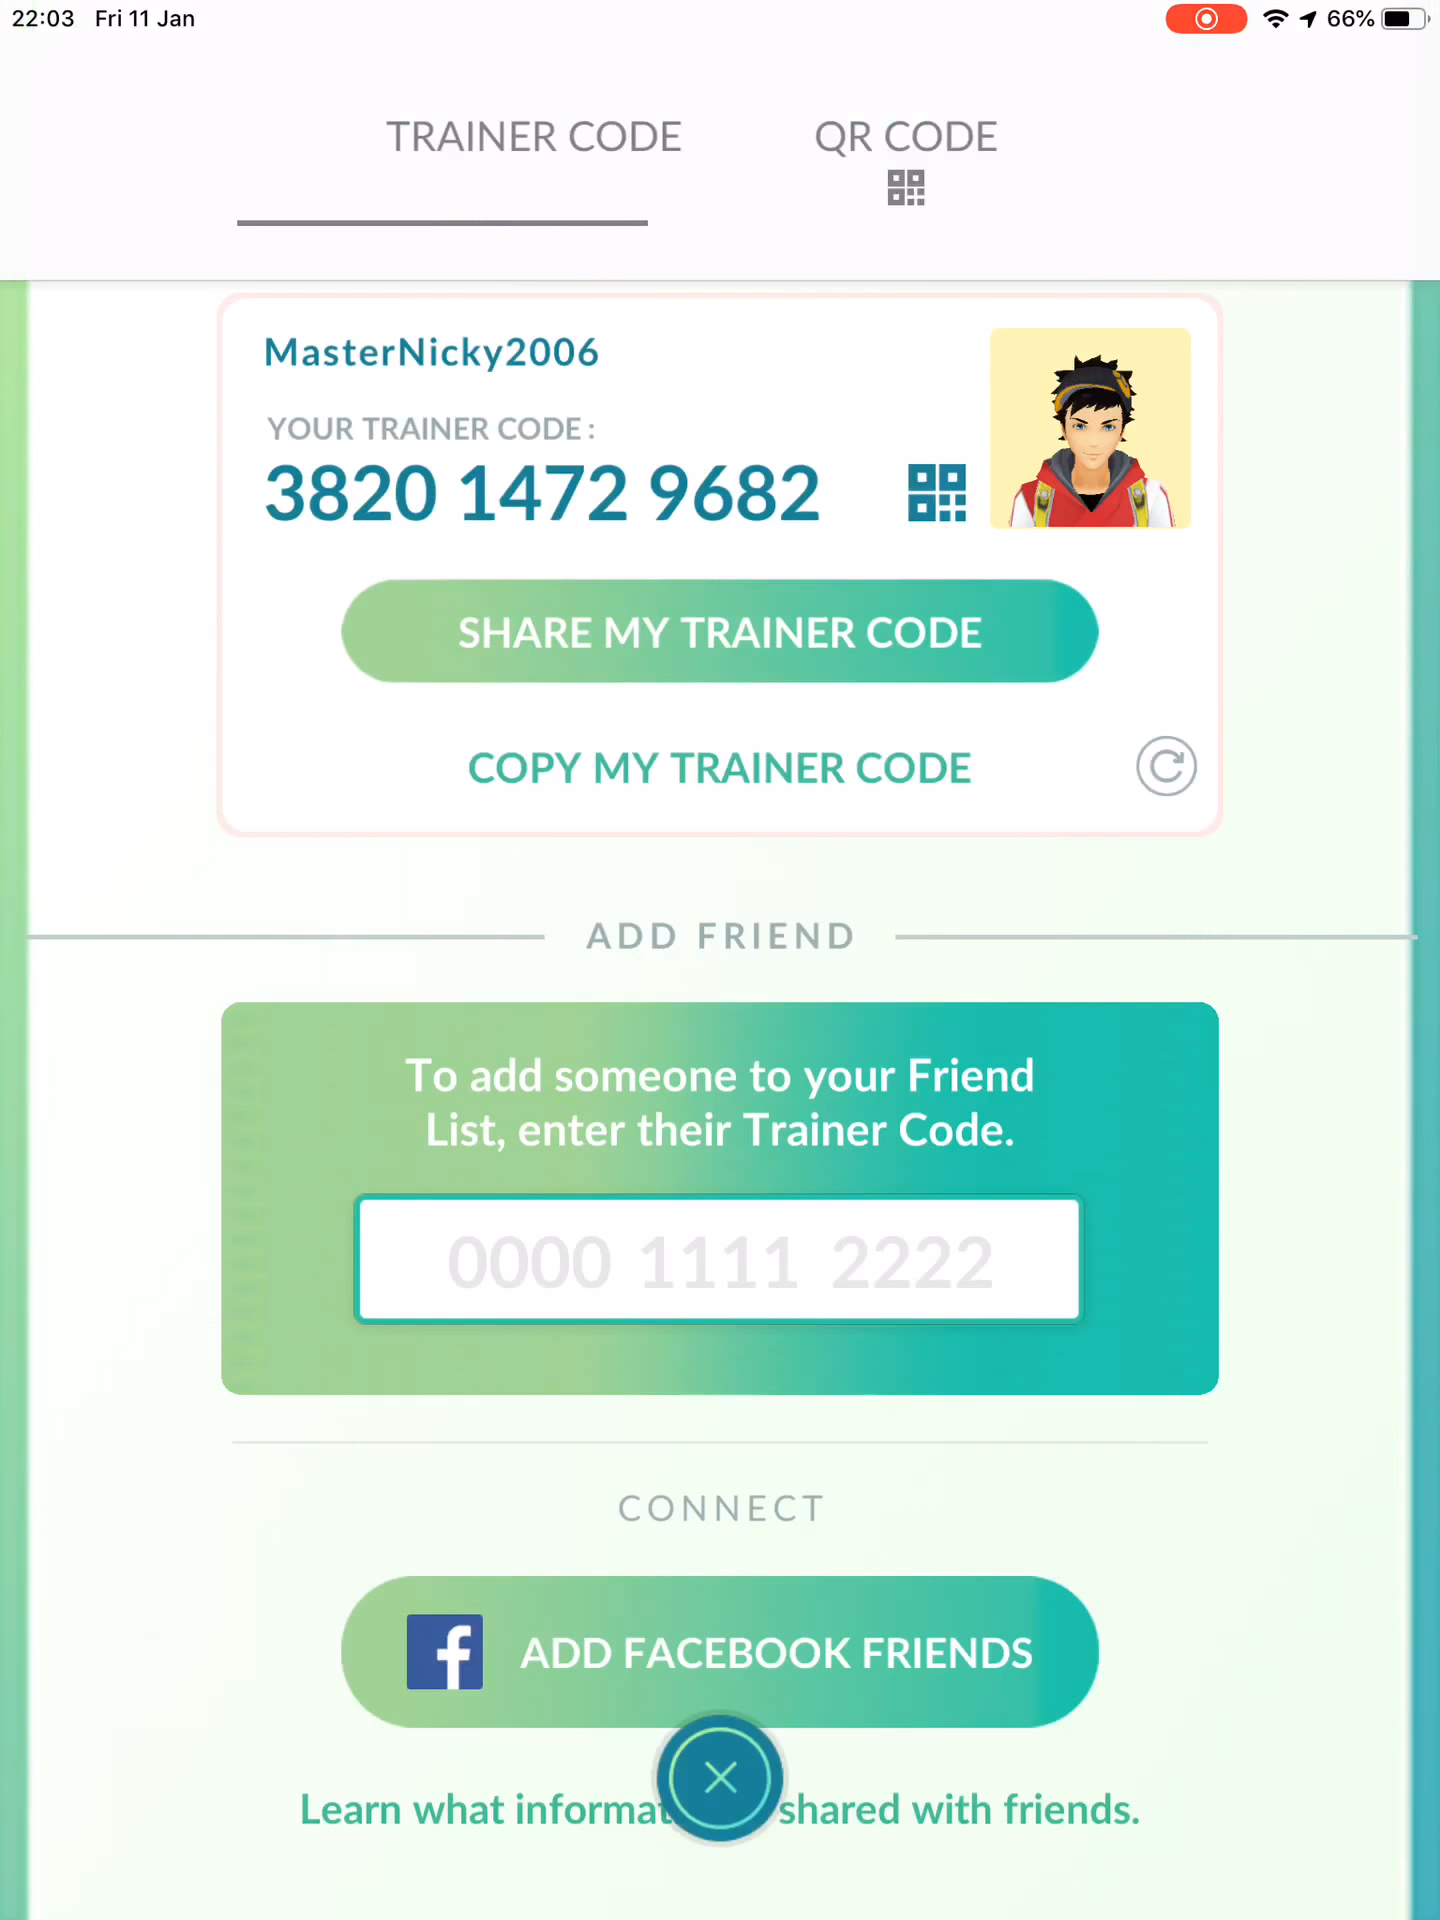 22:03 Fri 11 Jan 66%
TRAINER CODE QR CODE
MasterNicky2006
YOUR TRAINER CODE:
3820 1472 9682
SHARE MY TRAINER CODE
COPY MY TRAINER CODE
ADD FRIEND
To add someone to your Friend
List, enter their Trainer Code.
0000 1111 2222
CONNECT
f ADD FACEBOOK FRIENDS
Learn what informat shared with friends.